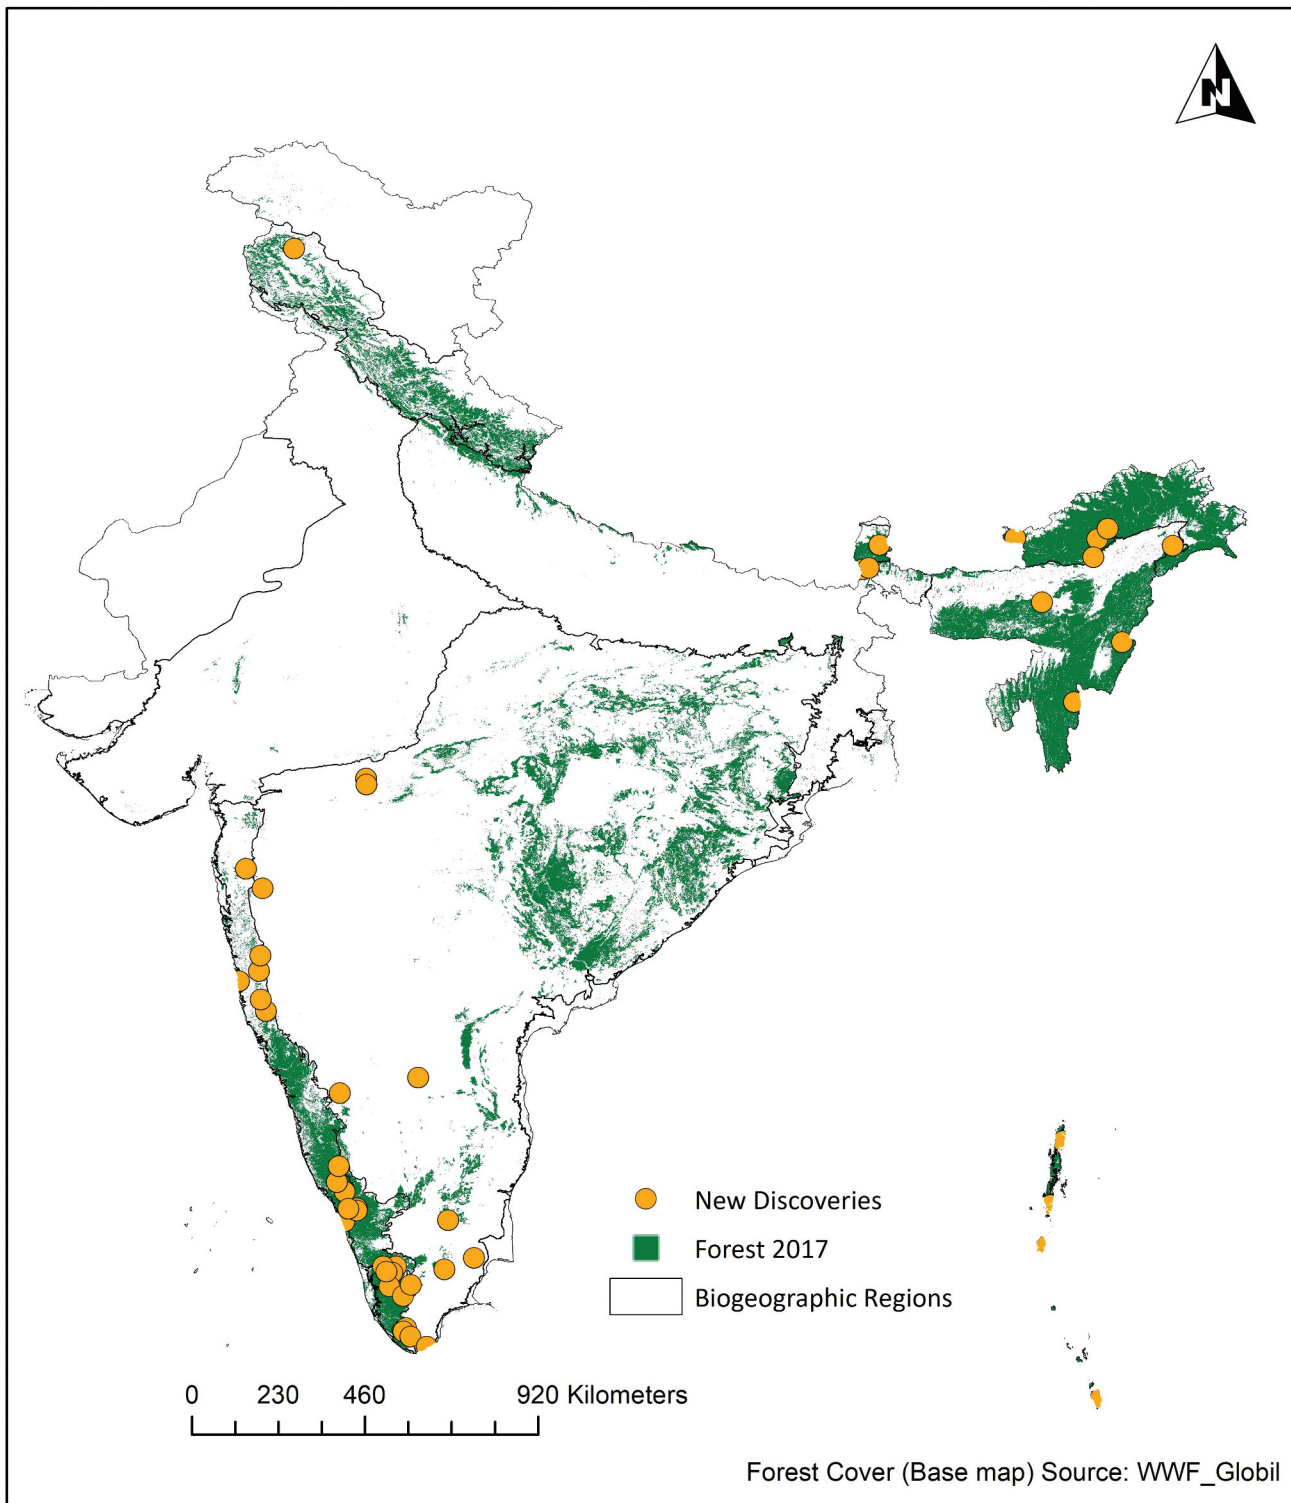 N
New Discoveries
Forest 2017
Biogeographic Regions
0 230 460 920 Kilometers
Forest Cover (Base map) Source: WWF_Globil